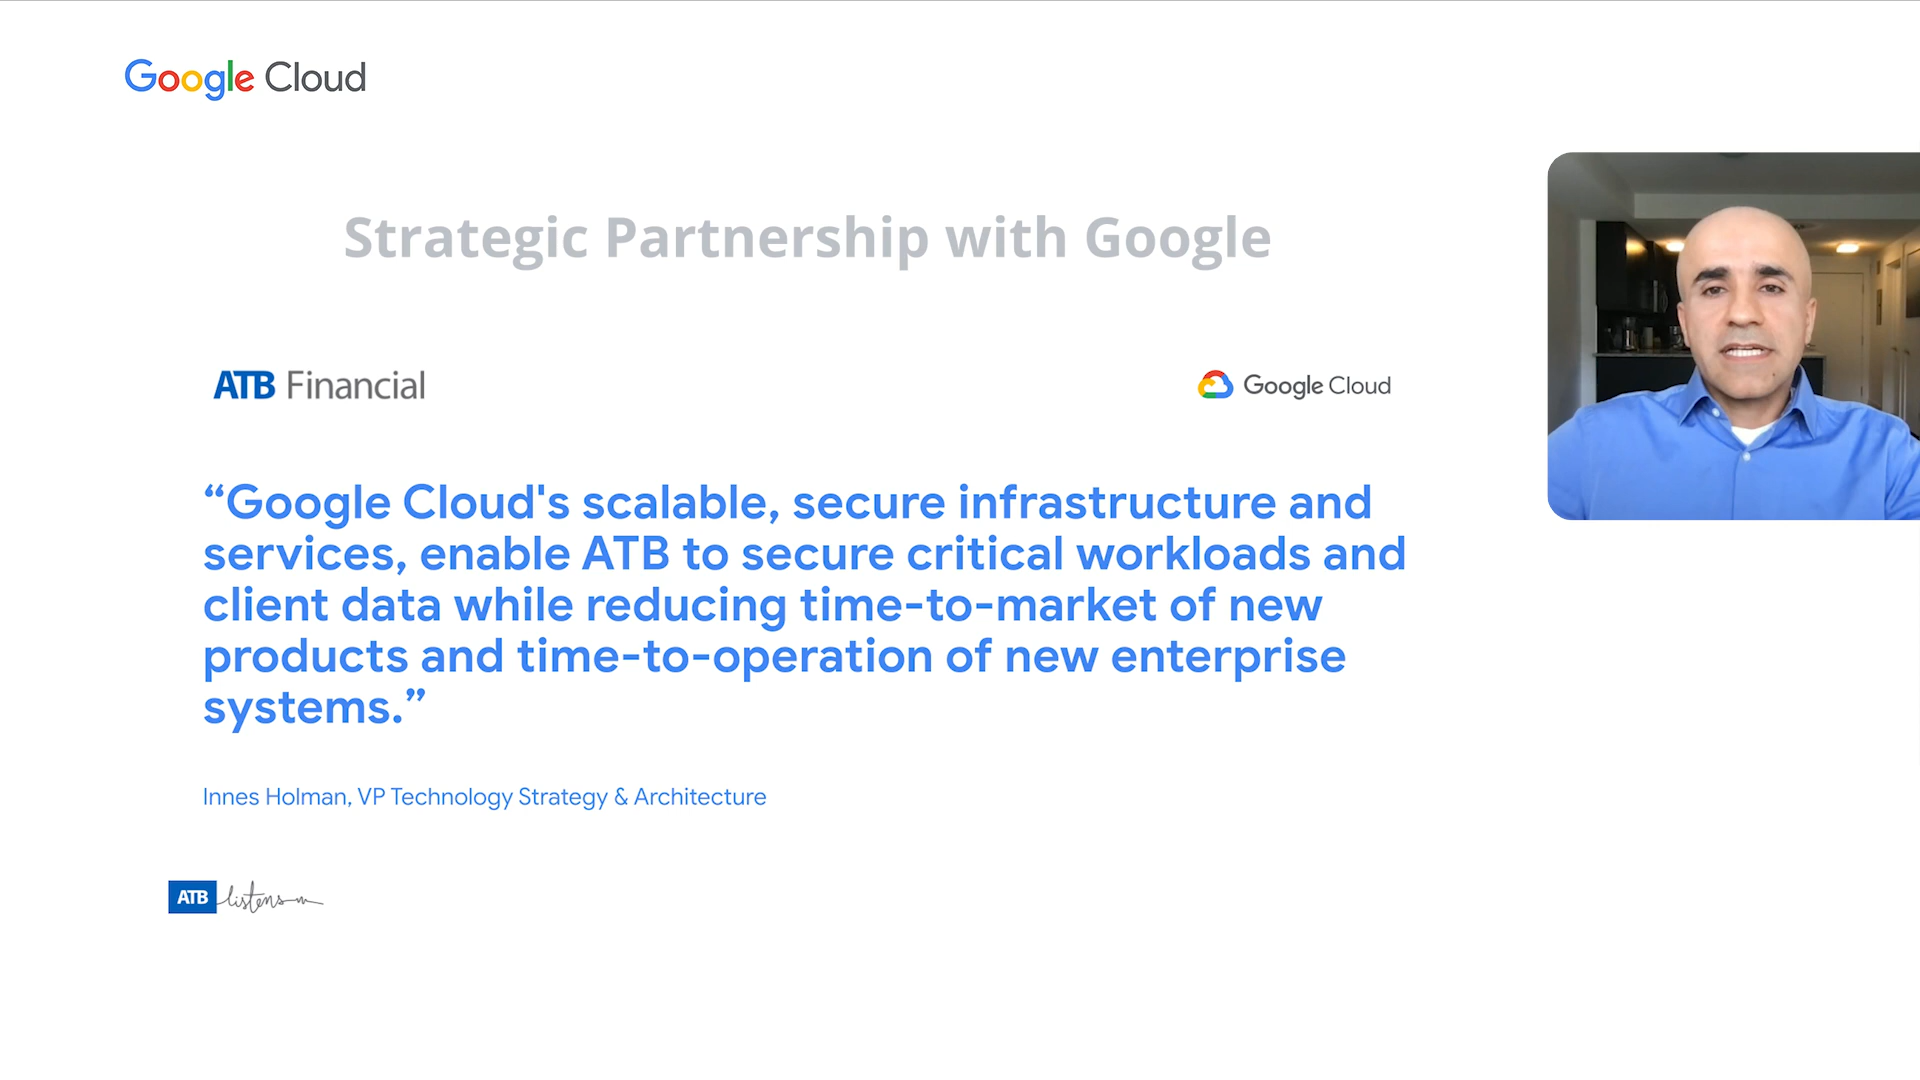 Google Cloud
Strategic Partnership with Google
ATB Financial
Google Cloud
“Google Cloud's scalable, secure infrastructure and
services, enable ATB to secure critical workloads and
client data while reducing time-to-market of new
products and time-to-operation of new enterprise
systems.”
Innes Holman, VP Technology Strategy & Architecture
ATB listens